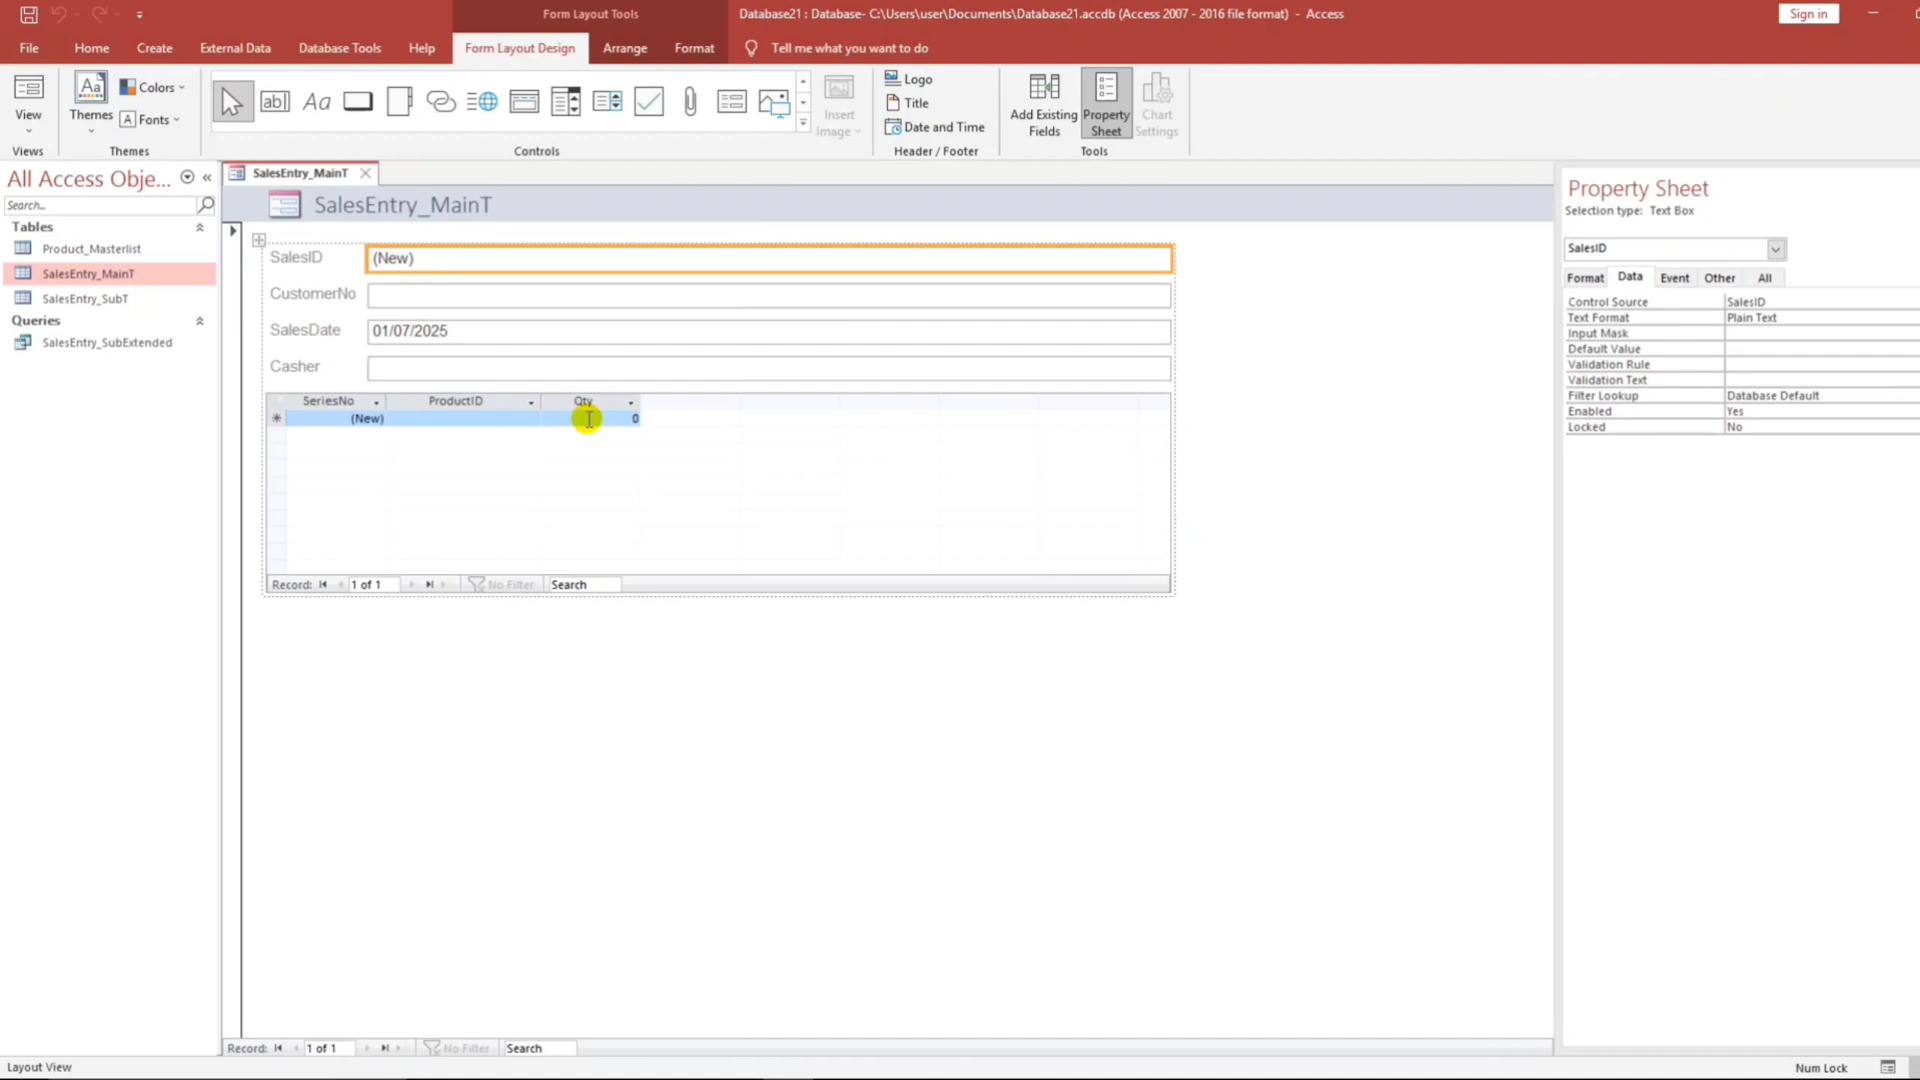 Form Layout Tools
Database21 : Database- C:\Users\user\Documents\Database21.accdb (Access 2007 - 2016 file format) - Access
Sign in
File
Home
Create
External Data
Database Tools
Help
Form Layout Design
Arrange
Format
Tell me what you want to do
View
Views
Themes
Colors
Fonts
Themes
Aa
Controls
Insert
Image
Logo
Title
Date and Time
Header / Footer
Add Existing
Fields
Property
Sheet
Chart
Settings
Tools
All Access Obje...
Search...
Tables
Product_Masterlist
SalesEntry_MainT
SalesEntry_SubT
Queries
SalesEntry_SubExtended
SalesEntry_MainT
SalesEntry_MainT
SalesID
(New)
CustomerNo
SalesDate
01/07/2025
Casher
SeriesNo
ProductID
Qty
(New)
0
Record:
1 of 1
No Filter
Search
Record:
1 of 1
No Filter
Search
Property Sheet
Selection type: Text Box
SalesID
Format
Data
Event
Other
All
Control Source
SalesID
Text Format
Plain Text
Input Mask
Default Value
Validation Rule
Validation Text
Filter Lookup
Database Default
Enabled
Yes
Locked
No
Layout View
Num Lock